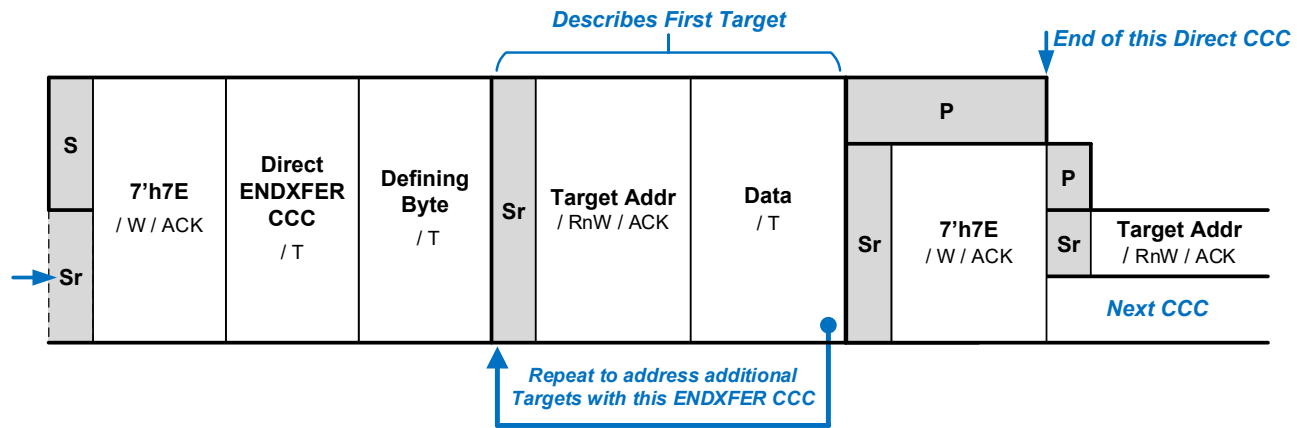 Describes First Target
End of this Direct CCC
S
Sr
7'h7E
/ W / ACK
Direct
ENDXFER
CCC
/ T
Defining
Byte
/ T
Sr
Target Addr
/ RnW / ACK
Data
/ T
P
Sr
7'h7E
/ W / ACK
P
Sr
Target Addr
/ RnW / ACK
Next CCC
Repeat to address additional
Targets with this ENDXFER CCC